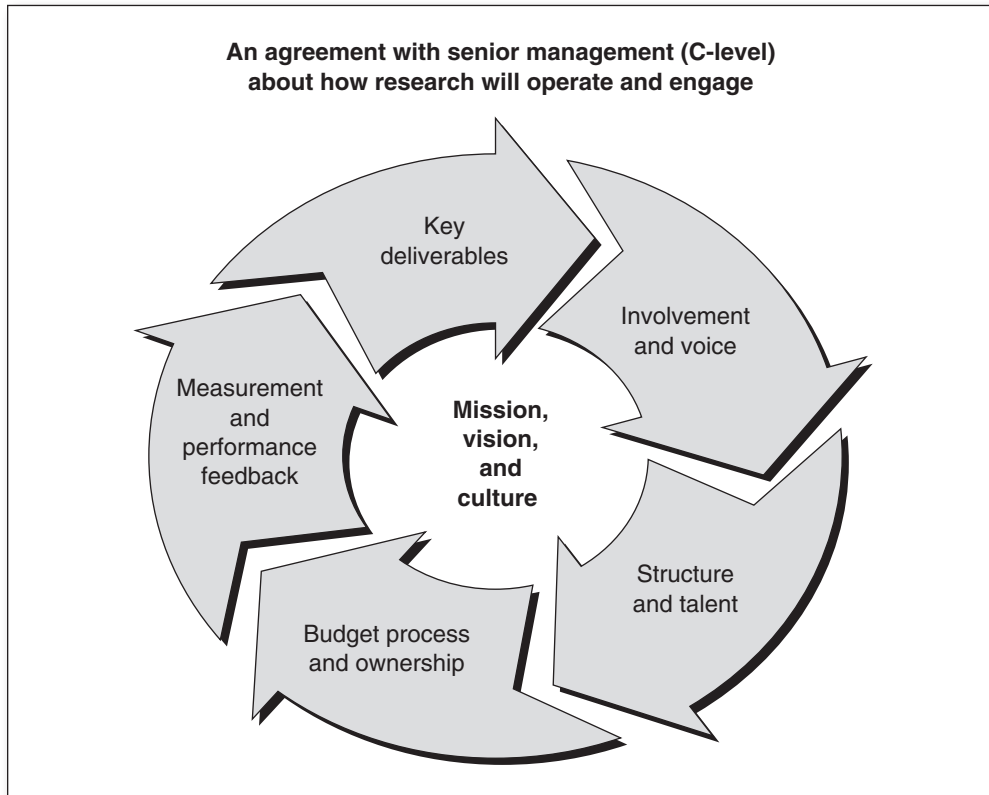 An agreement with senior management (C-level)
about how research will operate and engage
Key
deliverables
Involvement
and voice
Structure
and talent
Budget process
and ownership
Measurement
and
performance
feedback
Mission,
vision,
and
culture